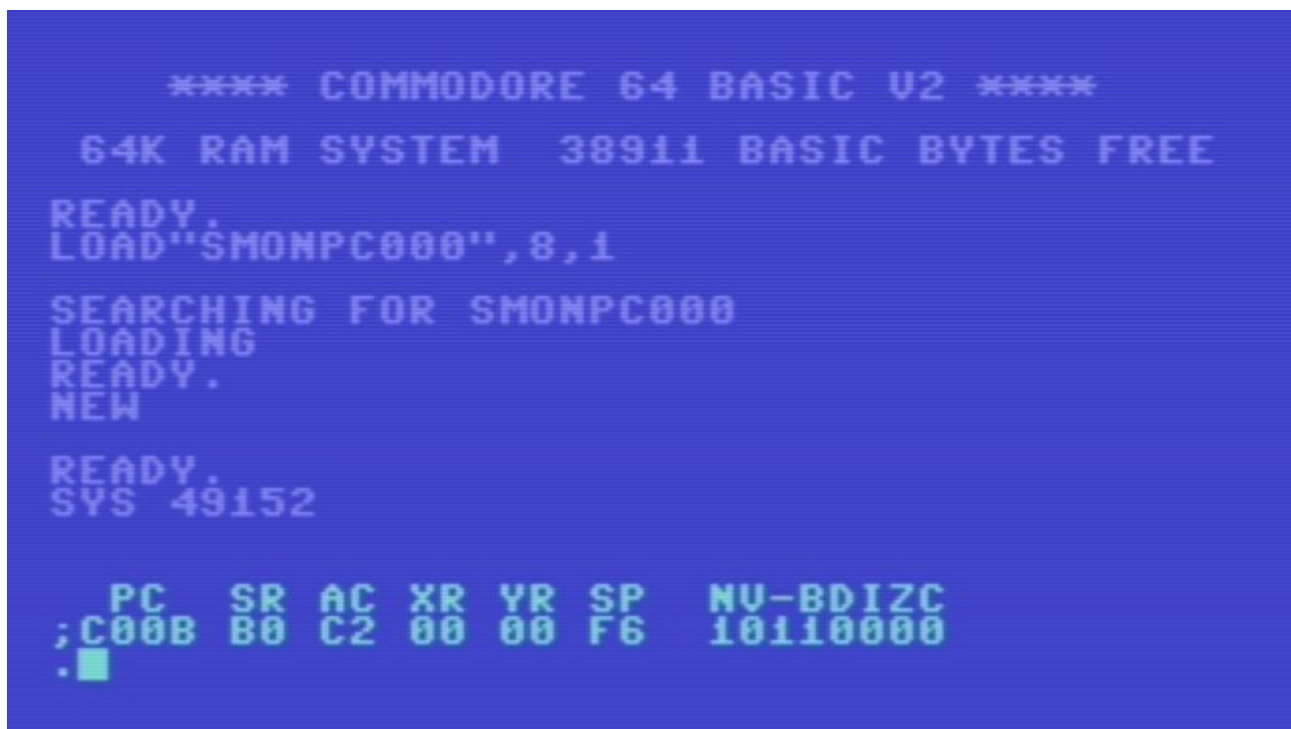 **** COMMODORE 64 BASIC V2 ****
64K RAM SYSTEM  38911 BASIC BYTES FREE
READY.
LOAD"SMONPC000",8,1
SEARCHING FOR SMONPC000
LOADING
READY.
NEW
READY.
SYS 49152
PC  SR AC XR YR SP  NV-BDIZC
;C00B B0 C2 00 00 F6  10110000
.